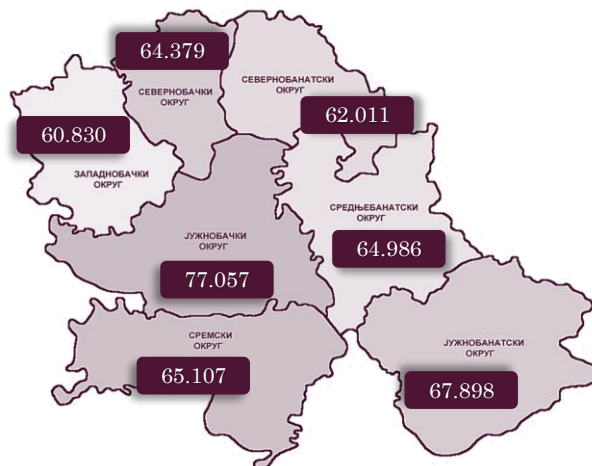 64.379
СЕВЕРНОБАЧКИ
ОКРУГ
СЕВЕРНОБАНАТСКИ
ОКРУГ
62.011
60.830
ЗАПАДНОБАЧКИ
ОКРУГ
СРЕДЊЕБАНАТСКИ
ОКРУГ
64.986
ЈУЖНОБАЧКИ
ОКРУГ
77.057
СРЕМСКИ
ОКРУГ
65.107
ЈУЖНОБАНАТСКИ
ОКРУГ
67.898